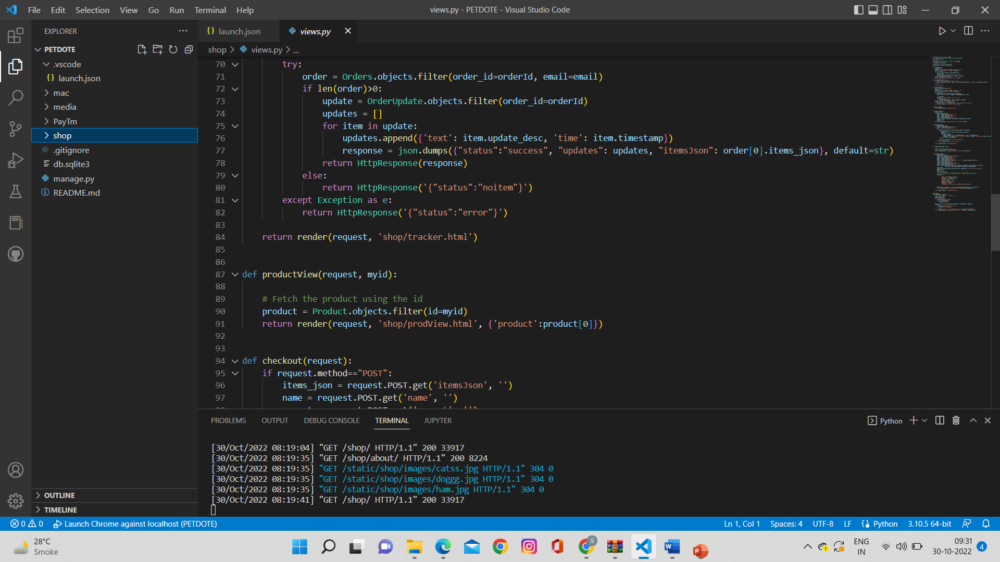 File Edit Selection View Go Run Terminal Help
views.py - PETDOTE - Visual Studio Code
EXPLORER
PETDOTE
.vscode
{} launch.json
mac
media
PayTm
shop
.gitignore
db.sqlite3
manage.py
README.md
OUTLINE
TIMELINE
{} launch.json
views.py
shop > views.py > ...
70 try:
71 order = Orders.objects.filter(order_id=orderId, email=email)
72 if len(order)>0:
73 update = OrderUpdate.objects.filter(order_id=orderId)
74 updates = []
75 for item in update:
76 updates.append({'text': item.update_desc, 'time': item.timestamp})
77 response = json.dumps({"status":"success", "updates": updates, "itemsJson": order[0].items_json}, default=str)
78 return HttpResponse(response)
79 else:
80 return HttpResponse('{"status":"noitem"}')
81 except Exception as e:
82 return HttpResponse('{"status":"error"}')
83
84 return render(request, 'shop/tracker.html')
85
86
87 def productView(request, myid):
88
89 # Fetch the product using the id
90 product = Product.objects.filter(id=myid)
91 return render(request, 'shop/prodView.html', {'product':product[0]})
92
93
94 def checkout(request):
95 if request.method=="POST":
96 items_json = request.POST.get('itemsJson', '')
97 name = request.POST.get('name', '')
PROBLEMS OUTPUT DEBUG CONSOLE TERMINAL JUPYTER
Python
[30/Oct/2022 08:19:04] "GET /shop/ HTTP/1.1" 200 33917
[30/Oct/2022 08:19:35] "GET /shop/about/ HTTP/1.1" 200 8224
[30/Oct/2022 08:19:35] "GET /static/shop/images/catss.jpg HTTP/1.1" 304 0
[30/Oct/2022 08:19:35] "GET /static/shop/images/doggg.jpg HTTP/1.1" 304 0
[30/Oct/2022 08:19:35] "GET /static/shop/images/ham.jpg HTTP/1.1" 304 0
[30/Oct/2022 08:19:41] "GET /shop/ HTTP/1.1" 200 33917
0 0 Launch Chrome against localhost (PETDOTE)
Ln 1, Col 1 Spaces: 4 UTF-8 LF {} Python 3.10.5 64-bit
28°C
Smoke
S
W
P
ENG
IN
09:31
30-10-2022
4